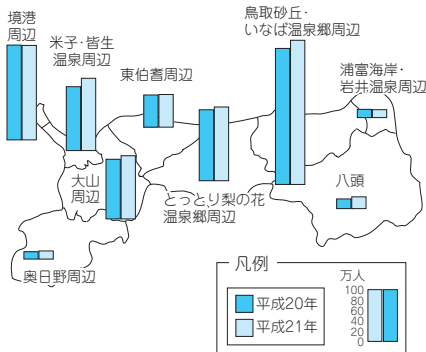 境港
周辺
米子・皆生
温泉周辺
東伯耆周辺
鳥取砂丘・
いなば温泉郷周辺
浦富海岸・
岩井温泉周辺
大山
周辺
とっとり梨の花
温泉郷周辺
八頭
奥日野周辺
凡例
平成20年
平成21年
万人
100
80
60
40
20
0